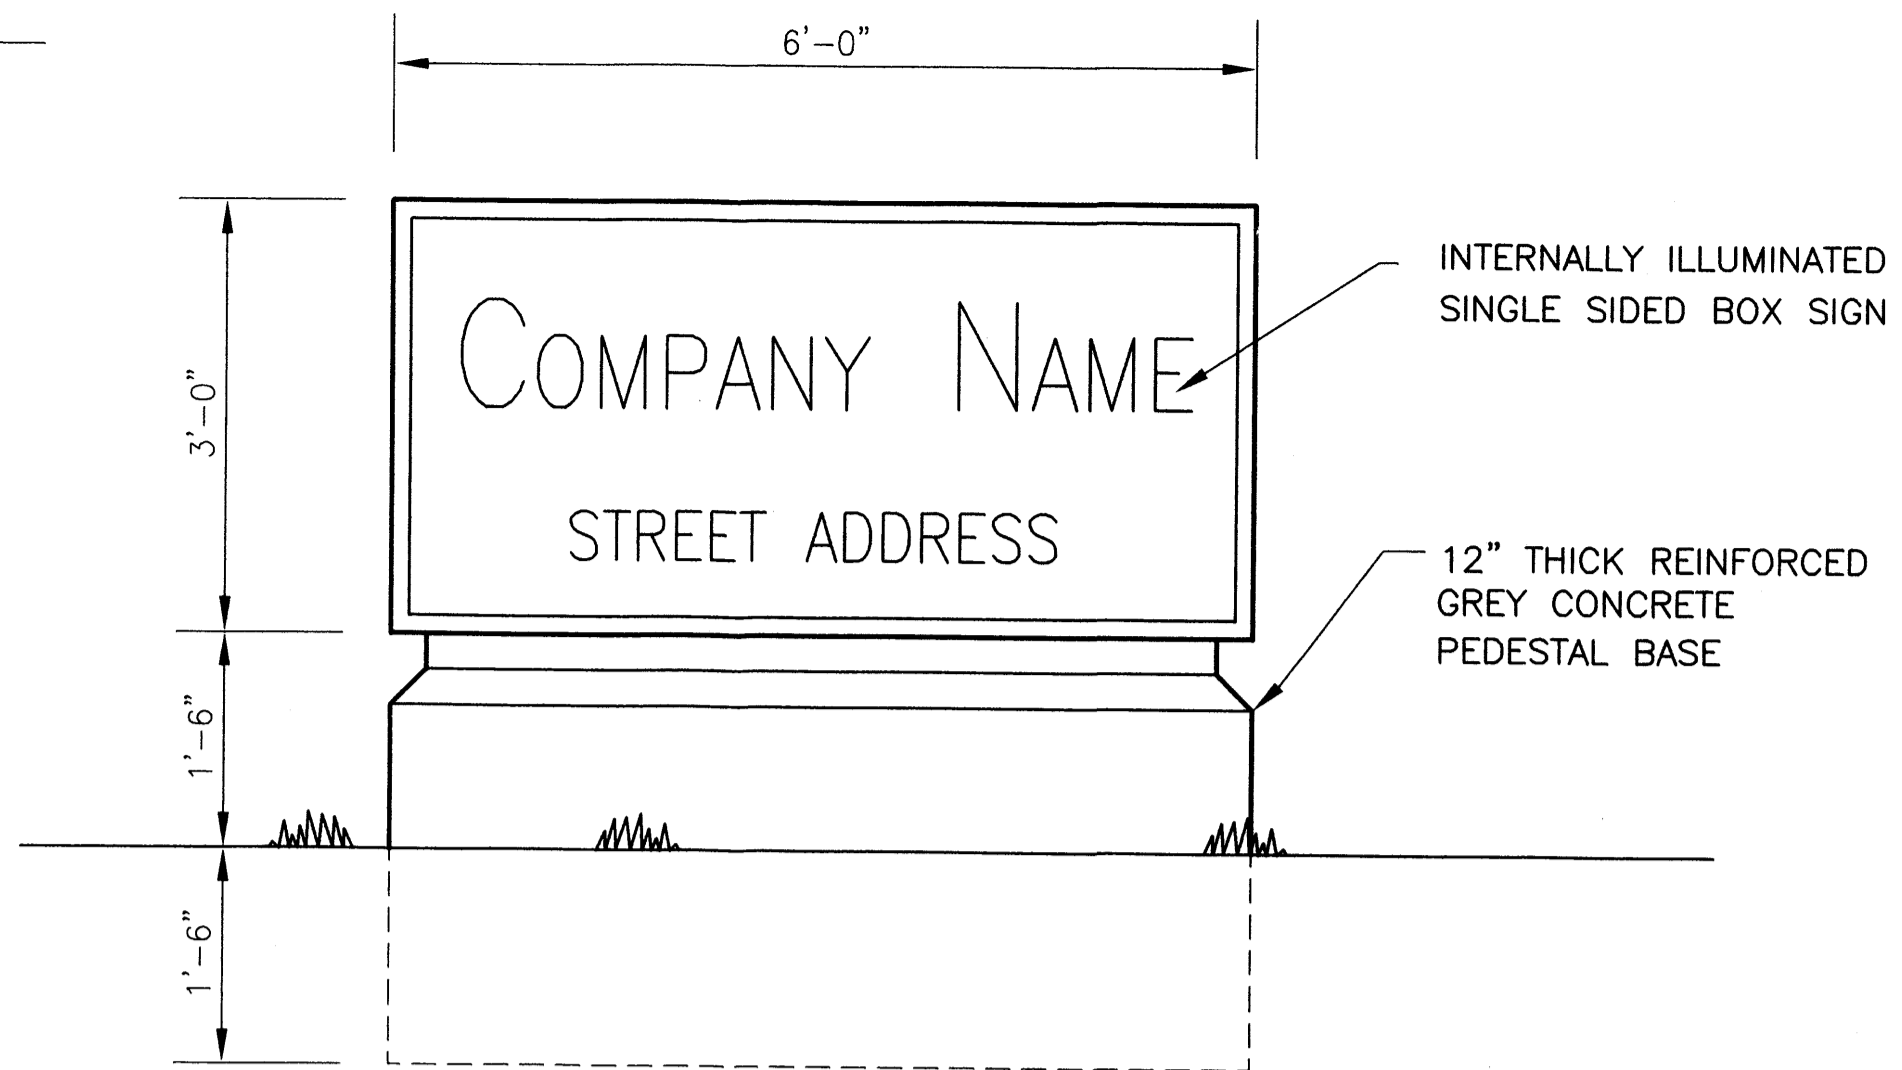 6'-0"
INTERNALLY ILLUMINATED
SINGLE SIDED BOX SIGN
COMPANY NAME
3'-0"
STREET ADDRESS
12" THICK REINFORCED
GREY CONCRETE
PEDESTAL BASE
1'-6"
1'-6"